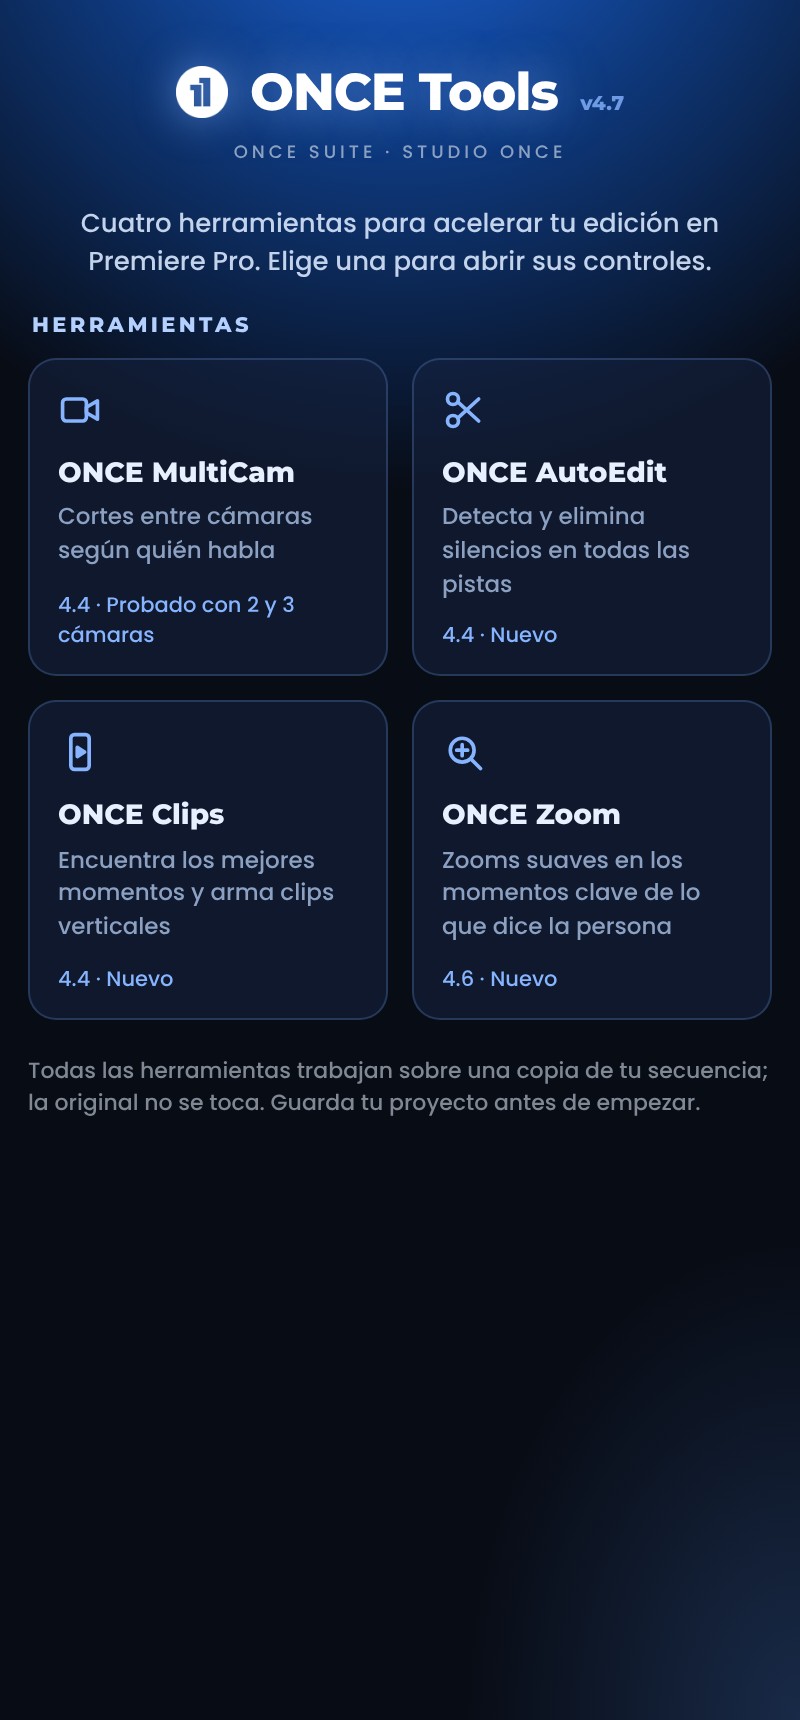 ONCE Tools v4.7
ONCE SUITE · STUDIO ONCE
Cuatro herramientas para acelerar tu edición en
Premiere Pro. Elige una para abrir sus controles.
HERRAMIENTAS
ONCE MultiCam
Cortes entre cámaras
según quién habla
4.4 · Probado con 2 y 3
cámaras
ONCE AutoEdit
Detecta y elimina
silencios en todas las
pistas
4.4 · Nuevo
ONCE Clips
Encuentra los mejores
momentos y arma clips
verticales
4.4 · Nuevo
ONCE Zoom
Zooms suaves en los
momentos clave de lo
que dice la persona
4.6 · Nuevo
Todas las herramientas trabajan sobre una copia de tu secuencia;
la original no se toca. Guarda tu proyecto antes de empezar.